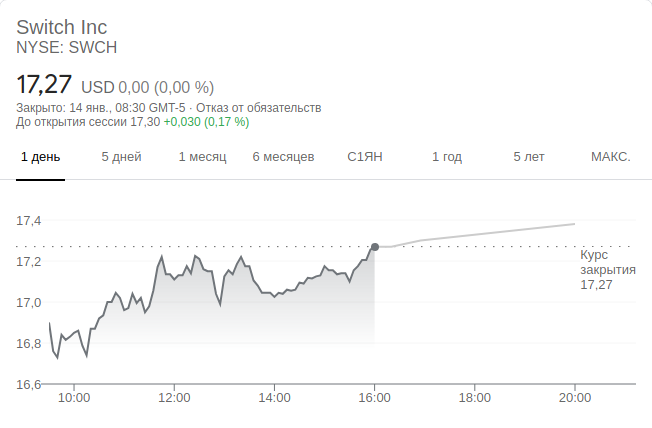 Switch Inc
NYSE: SWCH
17,27 USD 0,00 (0,00 %)
Закрыто: 14 янв., 08:30 GMT-5 · Отказ от обязательств
До открытия сессии 17,30 +0,030 (0,17 %)
1 день 5 дней 1 месяц 6 месяцев С1ЯН 1 год 5 лет МАКС.
17,4
17,2
17,0
16,8
16,6
Курс
закрытия
17,27
10:00 12:00 14:00 16:00 18:00 20:00